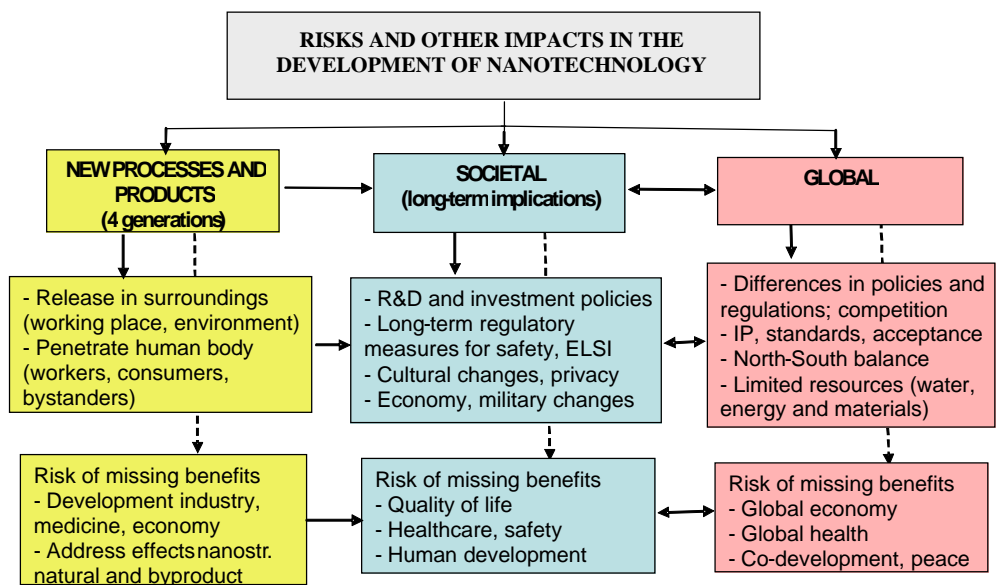 RISKS AND OTHER IMPACTS IN THE
DEVELOPMENT OF NANOTECHNOLOGY
NEW PROCESSES AND
PRODUCTS
(4 generations)
SOCIETAL
(long-term implications)
GLOBAL
- Release in surroundings
(working place, environment)
- Penetrate human body
(workers, consumers,
bystanders)
- R&D and investment policies
- Long-term regulatory
measures for safety, ELSI
- Cultural changes, privacy
- Economy, military changes
- Differences in policies and
regulations; competition
- IP, standards, acceptance
- North-South balance
- Limited resources (water,
energy and materials)
Risk of missing benefits
- Development industry,
medicine, economy
- Address effects nanostr.
natural and byproduct
Risk of missing benefits
- Quality of life
- Healthcare, safety
- Human development
Risk of missing benefits
- Global economy
- Global health
- Co-development, peace